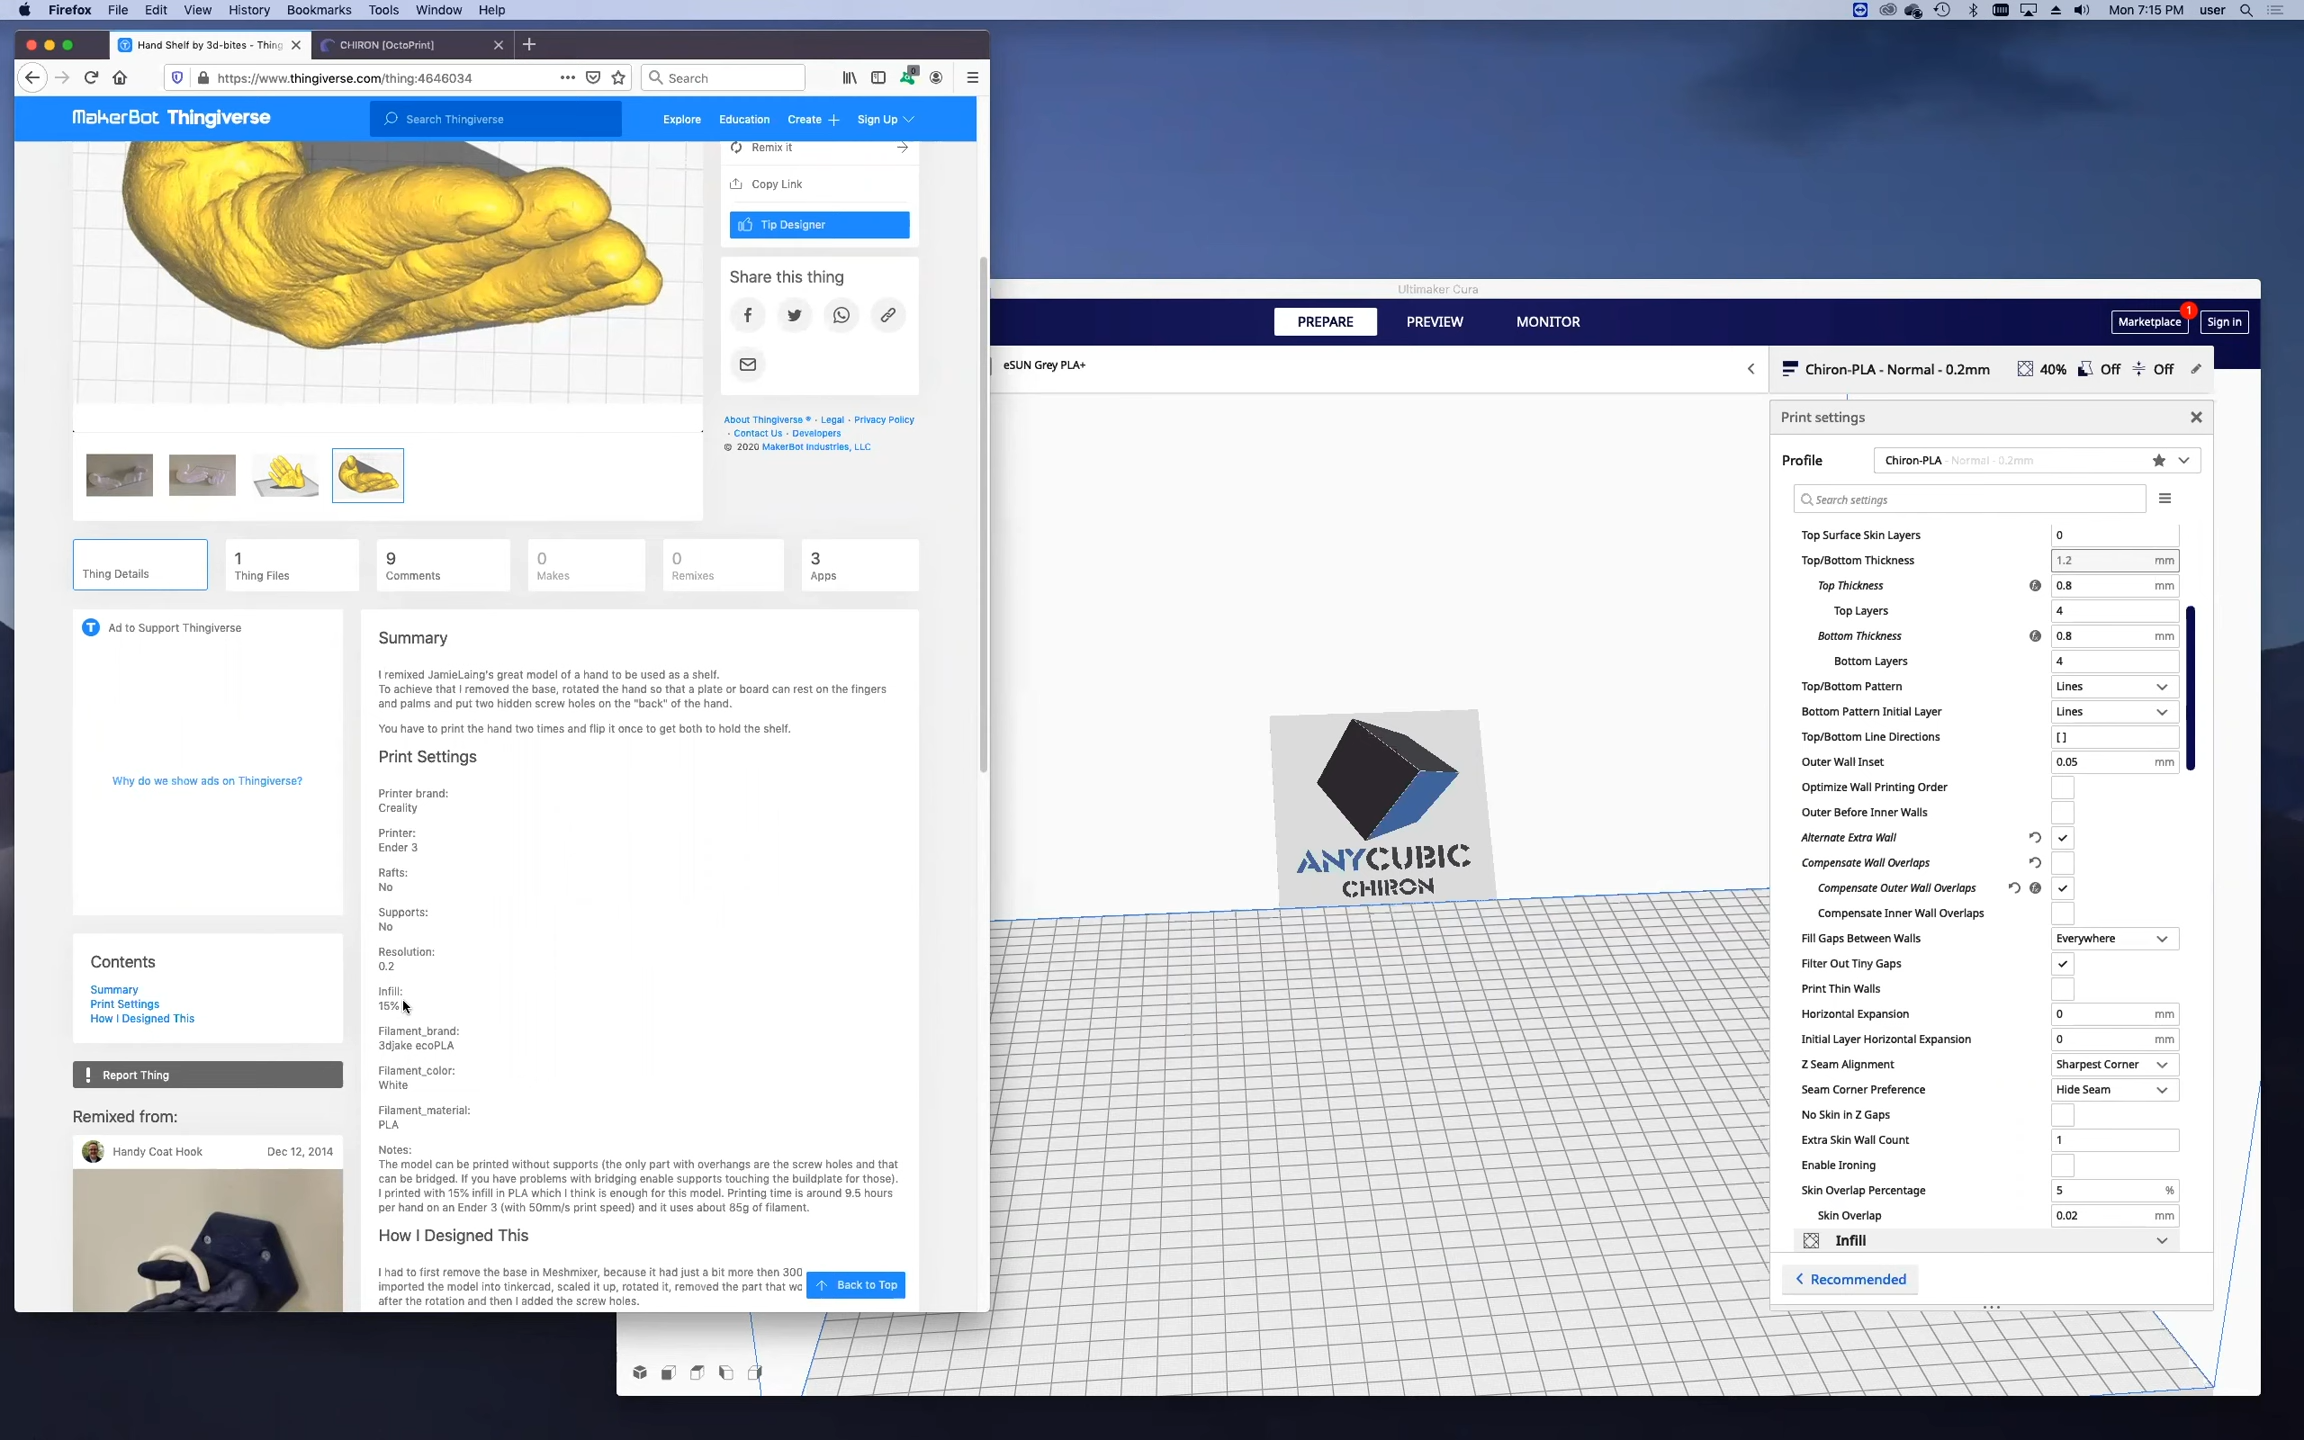 Firefox File Edit View History Bookmarks Tools Window Help
Mon 7:15 PM user
Hand Shelf by 3d-bites - Thing
CHIRON [OctoPrint]
https://www.thingiverse.com/thing:4646034
Search
0
MakerBot Thingiverse
Search Thingiverse
Explore
Education
Create
Sign Up
Remix it
Copy Link
Tip Designer
Share this thing
About Thingiverse ® · Legal · Privacy Policy
· Contact Us · Developers
© 2020 MakerBot Industries, LLC
Thing Details
1
Thing Files
9
Comments
0
Makes
0
Remixes
3
Apps
Ad to Support Thingiverse
Why do we show ads on Thingiverse?
Contents
Summary
Print Settings
How I Designed This
Report Thing
Remixed from:
Handy Coat Hook
Dec 12, 2014
Summary
I remixed JamieLaing's great model of a hand to be used as a shelf.
To achieve that I removed the base, rotated the hand so that a plate or board can rest on the fingers
and palms and put two hidden screw holes on the "back" of the hand.
You have to print the hand two times and flip it once to get both to hold the shelf.
Print Settings
Printer brand:
Creality
Printer:
Ender 3
Rafts:
No
Supports:
No
Resolution:
0.2
Infill:
15%
Filament_brand:
3djake ecoPLA
Filament_color:
White
Filament_material:
PLA
Notes:
The model can be printed without supports (the only part with overhangs are the screw holes and that
can be bridged. If you have problems with bridging enable supports touching the buildplate for those).
I printed with 15% infill in PLA which I think is enough for this model. Printing time is around 9.5 hours
per hand on an Ender 3 (with 50mm/s print speed) and it uses about 85g of filament.
How I Designed This
I had to first remove the base in Meshmixer, because it had just a bit more then 300
imported the model into tinkercad, scaled it up, rotated it, removed the part that wo
after the rotation and then I added the screw holes.
Back to Top
Ultimaker Cura
PREPARE
PREVIEW
MONITOR
Marketplace
1
Sign in
eSUN Grey PLA+
Chiron-PLA - Normal - 0.2mm
40%
Off
Off
Print settings
Profile
Chiron-PLA - Normal - 0.2mm
Search settings
Top Surface Skin Layers 0
Top/Bottom Thickness 1.2 mm
Top Thickness 0.8 mm
Top Layers 4
Bottom Thickness 0.8 mm
Bottom Layers 4
Top/Bottom Pattern Lines
Bottom Pattern Initial Layer Lines
Top/Bottom Line Directions [ ]
Outer Wall Inset 0.05 mm
Optimize Wall Printing Order
Outer Before Inner Walls
Alternate Extra Wall
Compensate Wall Overlaps
Compensate Outer Wall Overlaps
Compensate Inner Wall Overlaps
Fill Gaps Between Walls Everywhere
Filter Out Tiny Gaps
Print Thin Walls
Horizontal Expansion 0 mm
Initial Layer Horizontal Expansion 0 mm
Z Seam Alignment Sharpest Corner
Seam Corner Preference Hide Seam
No Skin in Z Gaps
Extra Skin Wall Count 1
Enable Ironing
Skin Overlap Percentage 5 %
Skin Overlap 0.02 mm
Infill
Recommended
ANYCUBIC
CHIRON